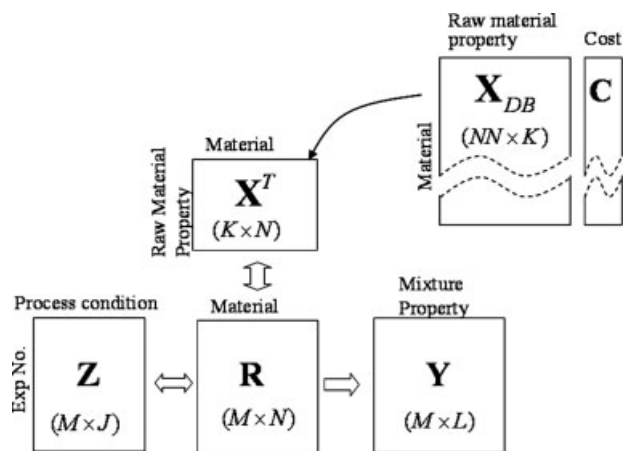 Raw material
property
Cost
X_DB
(NN×K)
C
Material
Material
Raw Material
Property
X^T
(K×N)
Process condition
Material
Mixture
Property
Exp No.
Z
(M×J)
R
(M×N)
Y
(M×L)